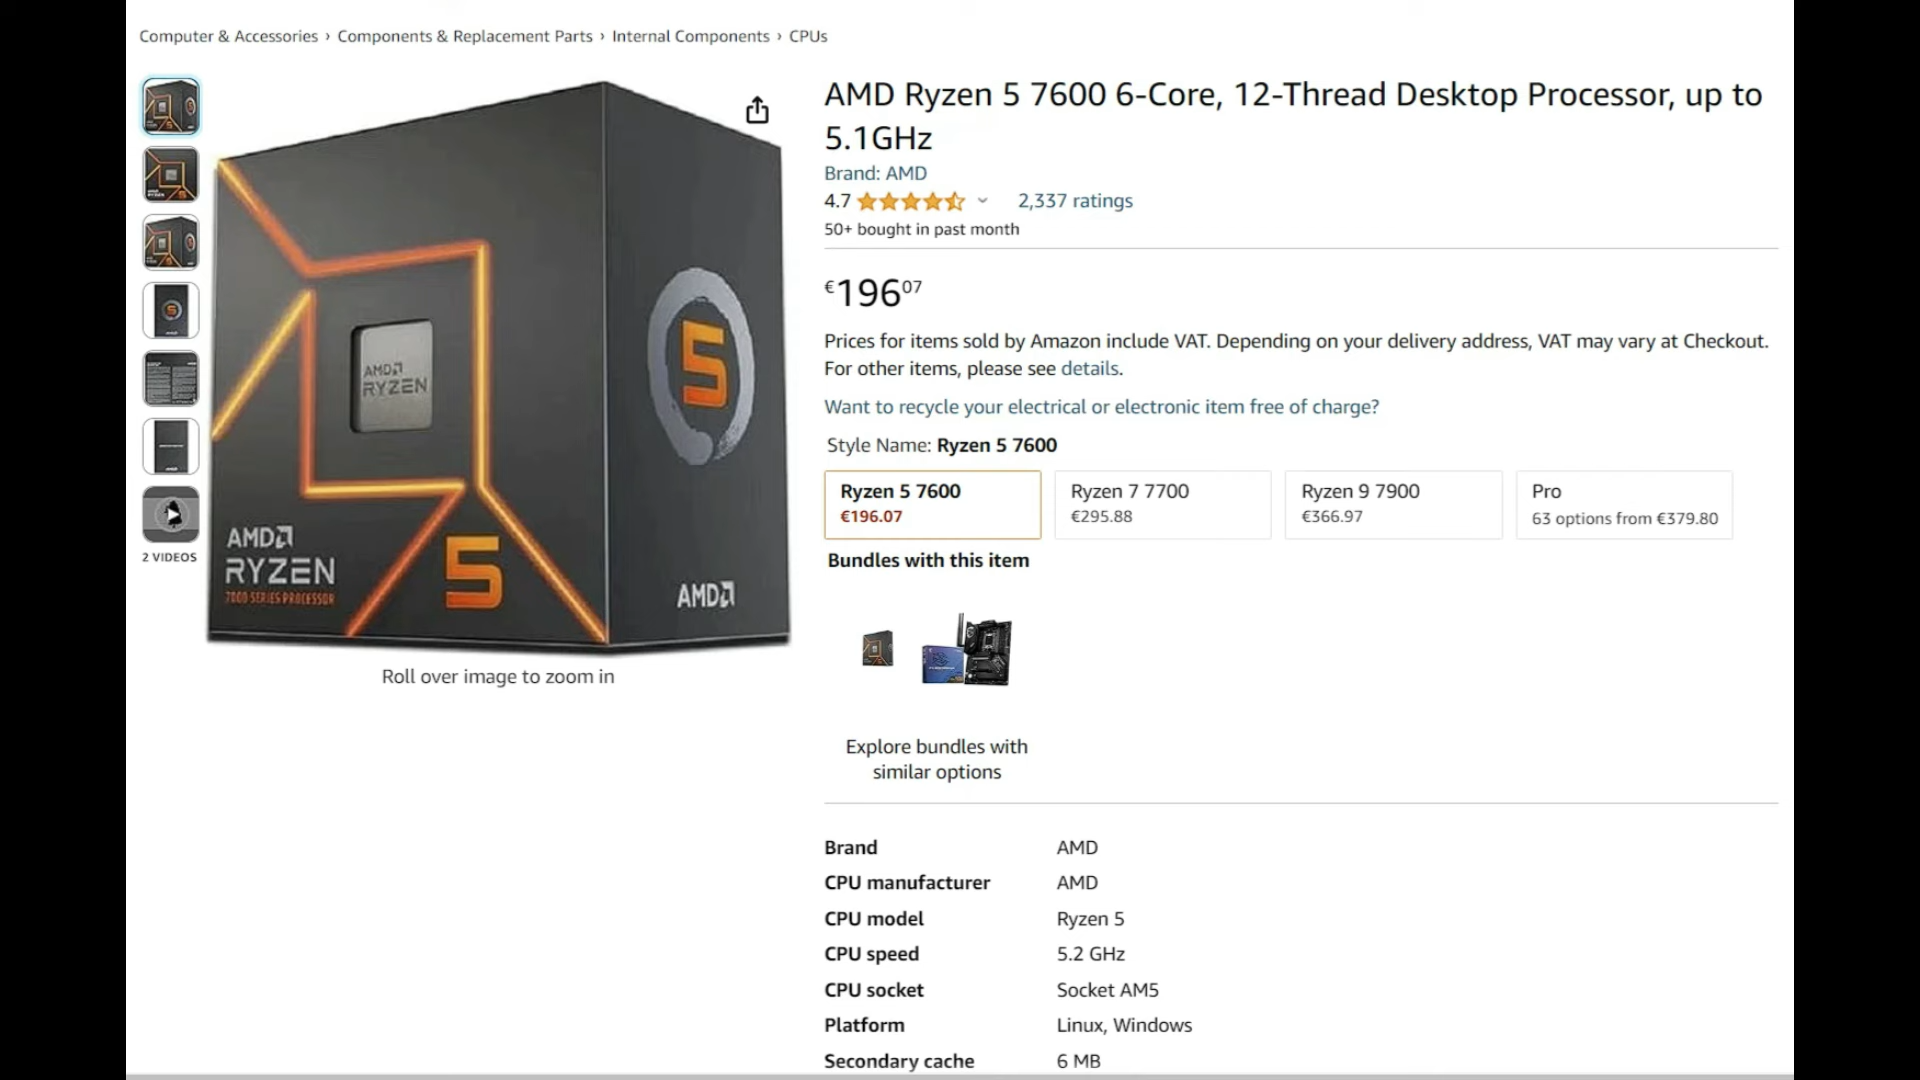 Computer & Accessories › Components & Replacement Parts › Internal Components › CPUs
AMD Ryzen 5 7600 6-Core, 12-Thread Desktop Processor, up to
5.1GHz
Brand: AMD
4.7
2,337 ratings
50+ bought in past month
€19607
Prices for items sold by Amazon include VAT. Depending on your delivery address, VAT may vary at Checkout.
For other items, please see details.
Want to recycle your electrical or electronic item free of charge?
Style Name: Ryzen 5 7600
Ryzen 5 7600
€196.07
Ryzen 7 7700
€295.88
Ryzen 9 7900
€366.97
Pro
63 options from €379.80
Bundles with this item
Explore bundles with
similar options
Brand AMD
CPU manufacturer AMD
CPU model Ryzen 5
CPU speed 5.2 GHz
CPU socket Socket AM5
Platform Linux, Windows
Secondary cache 6 MB
AMD
RYZEN
5
AMD
RYZEN
7000 SERIES PROCESSOR
5
AMD
2 VIDEOS
Roll over image to zoom in